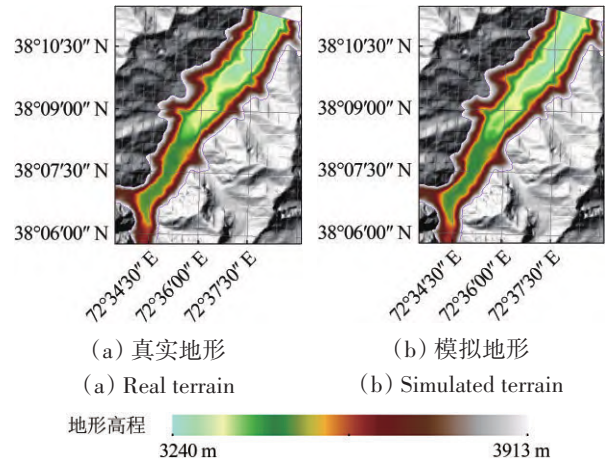 38°10′30″ N
38°09′00″ N
38°07′30″ N
38°06′00″ N
72°34′30″ E
72°36′00″ E
72°37′30″ E
38°10′30″ N
38°09′00″ N
38°07′30″ N
38°06′00″ N
72°34′30″ E
72°36′00″ E
72°37′30″ E
(a)真实地形
(b)模拟地形
(a) Real terrain
(b) Simulated terrain
地形高程
3240 m
3913 m